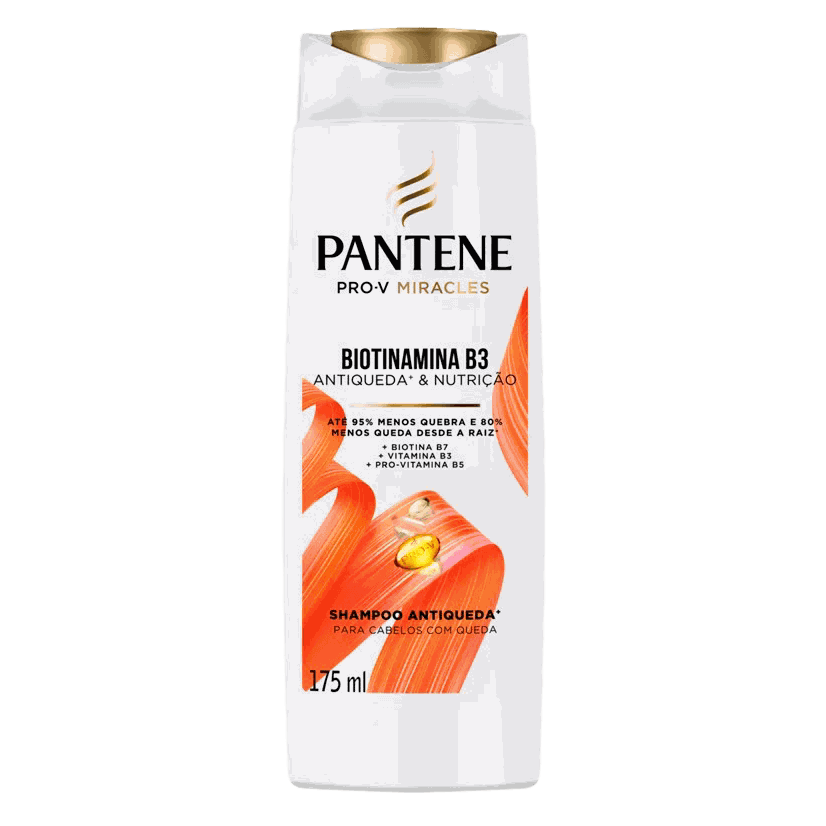 PANTENE
PRO-V MIRACLES
BIOTINAMINA B3
ANTIQUEDA+ & NUTRIÇÃO
ATÉ 95% MENOS QUEBRA E 80%
MENOS QUEDA DESDE A RAIZ*
+ BIOTINA B7
+ VITAMINA B3
+ PRO-VITAMINA B5
SHAMPOO ANTIQUEDA+
PARA CABELOS COM QUEDA
175 ml